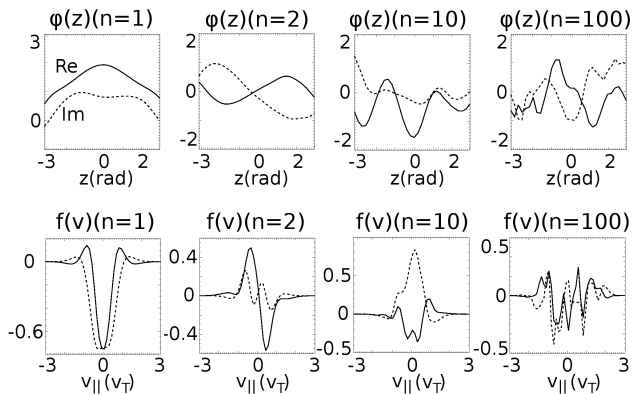 φ(z)(n=1) φ(z)(n=2) φ(z)(n=10) φ(z)(n=100)
3 2 2 2
Re
0 0 0
0 Im
-2 -2 -2
-3 0 2 -3 0 2 -3 0 2 -3 0 2
z(rad) z(rad) z(rad) z(rad)
f(v)(n=1) f(v)(n=2) f(v)(n=10) f(v)(n=100)
0.4 0.5 0.5
0 0.0 0 0.0
-0.6 -0.4 -0.5 -0.5
-3 0 3 -3 0 3 -3 0 3 -3 0 3
v||(vT) v||(vT) v||(vT) v||(vT)